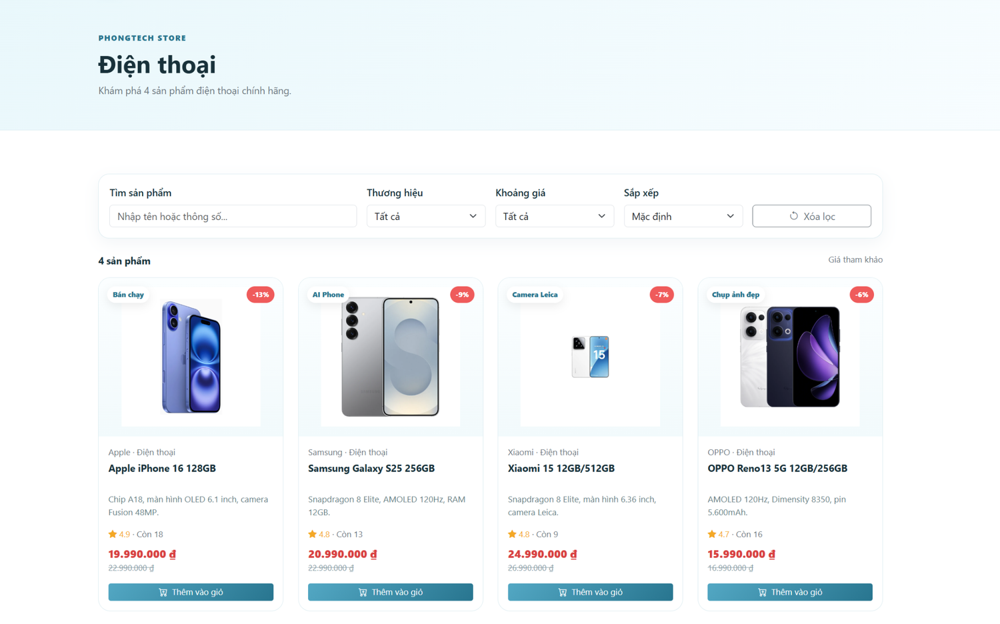 PHONGTECH STORE
Điện thoại
Khám phá 4 sản phẩm điện thoại chính hãng.
Tìm sản phẩm
Thương hiệu
Khoảng giá
Sắp xếp
Nhập tên hoặc thông số...
Tất cả
Tất cả
Mặc định
Xóa lọc
4 sản phẩm
Giá tham khảo
Bán chạy
-13%
Apple · Điện thoại
Apple iPhone 16 128GB
Chip A18, màn hình OLED 6.1 inch, camera
Fusion 48MP.
4.9 · Còn 18
19.990.000 ₫
22.990.000 ₫
Thêm vào giỏ
AI Phone
-9%
Samsung · Điện thoại
Samsung Galaxy S25 256GB
Snapdragon 8 Elite, AMOLED 120Hz, RAM
12GB.
4.8 · Còn 13
20.990.000 ₫
22.990.000 ₫
Thêm vào giỏ
Camera Leica
-7%
15
Xiaomi · Điện thoại
Xiaomi 15 12GB/512GB
Snapdragon 8 Elite, màn hình 6.36 inch,
camera Leica.
4.8 · Còn 9
24.990.000 ₫
26.990.000 ₫
Thêm vào giỏ
Chụp ảnh đẹp
-6%
OPPO · Điện thoại
OPPO Reno13 5G 12GB/256GB
AMOLED 120Hz, Dimensity 8350, pin
5.600mAh.
4.7 · Còn 16
15.990.000 ₫
16.990.000 ₫
Thêm vào giỏ